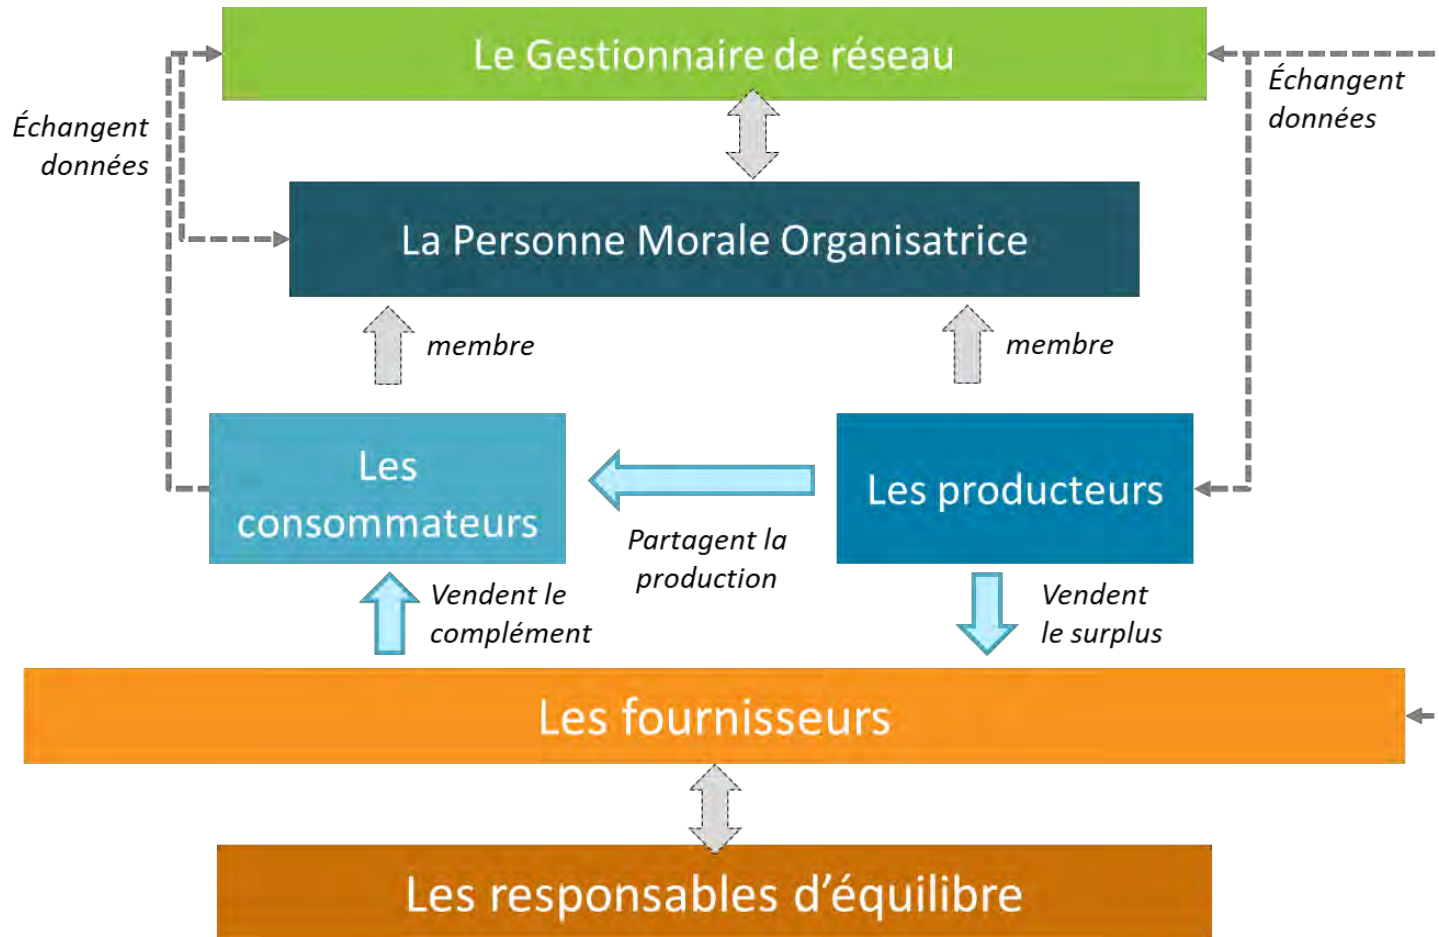 Le Gestionnaire de réseau
Échangent
données
Échangent
données
La Personne Morale Organisatrice
membre
membre
Les
consommateurs
Les producteurs
Partagent la
production
Vendent le
complément
Vendent
le surplus
Les fournisseurs
Les responsables d’équilibre